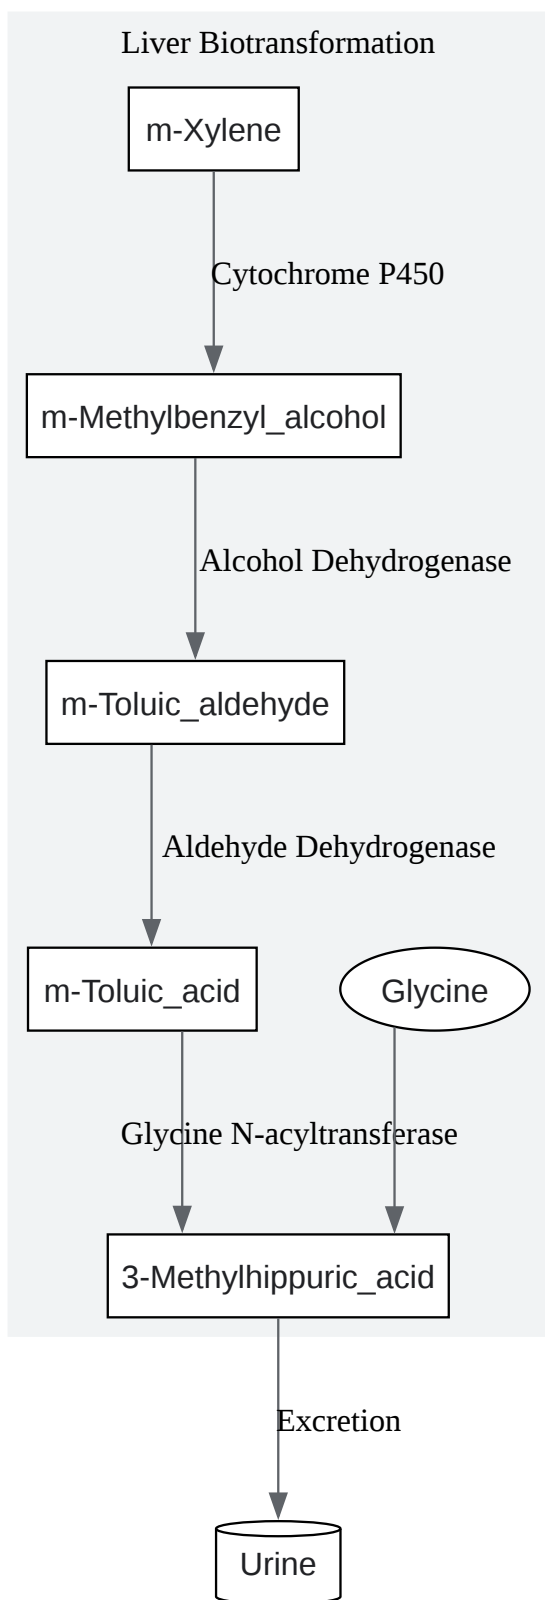 Liver Biotransformation
m-Xylene
Cytochrome P450
m-Methylbenzyl_alcohol
Alcohol Dehydrogenase
m-Toluic_aldehyde
Aldehyde Dehydrogenase
m-Toluic_acid
Glycine
Glycine N-acyltransferase
3-Methylhippuric_acid
Excretion
Urine